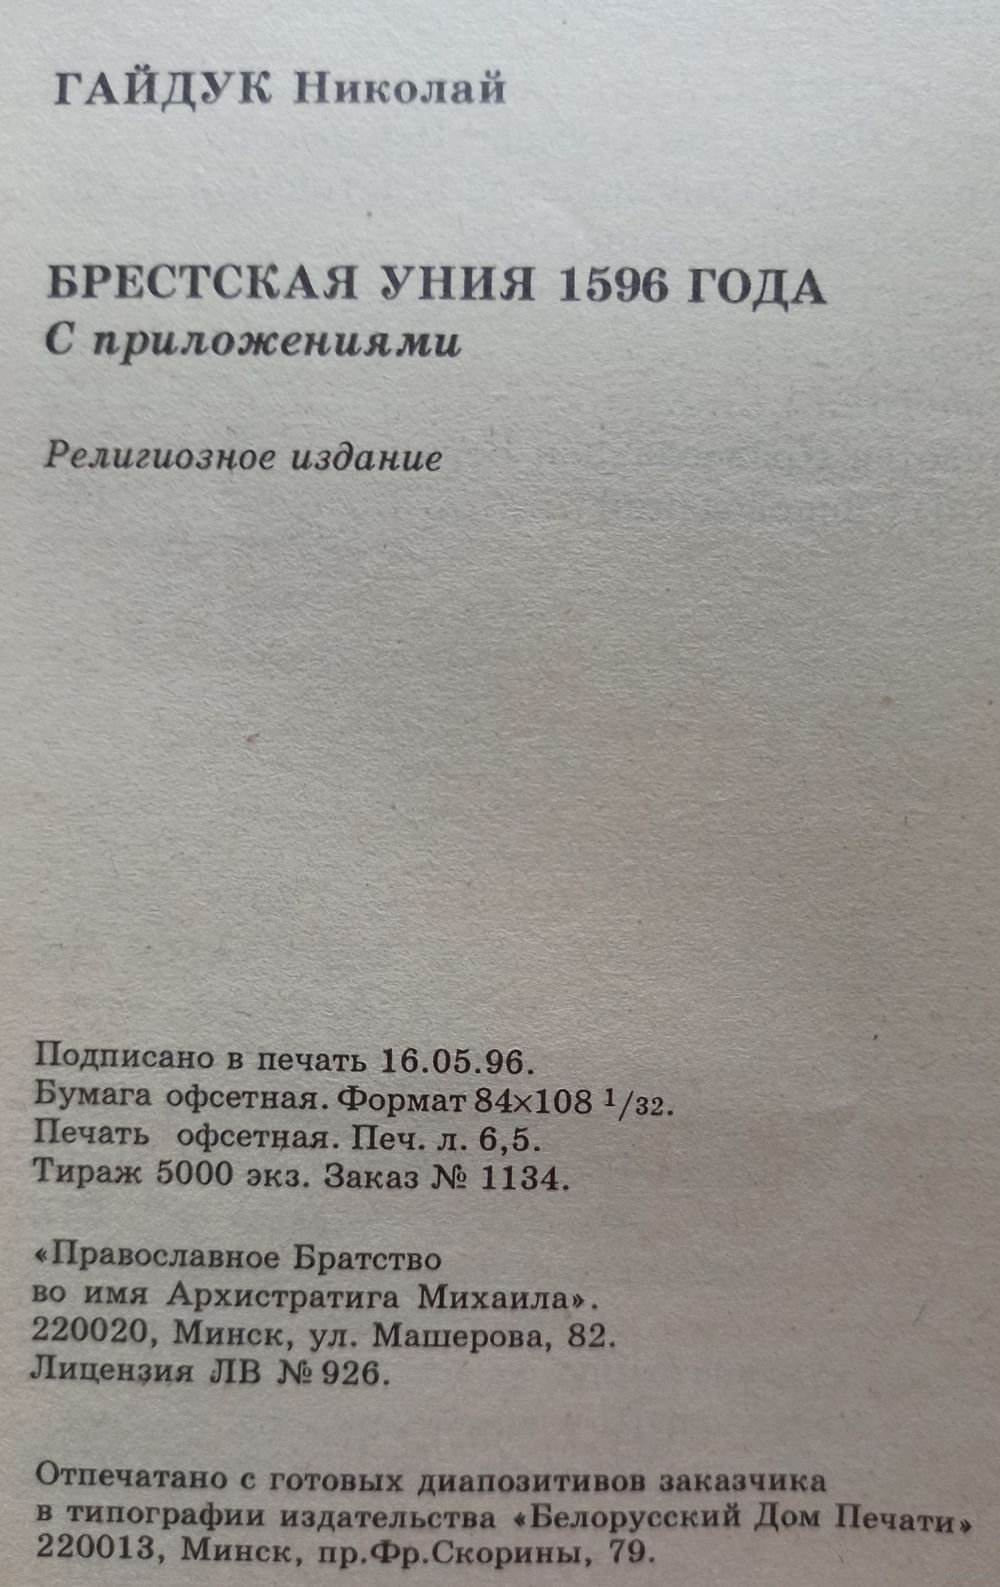 ГАЙДУК Николай
БРЕСТСКАЯ УНИЯ 1596 ГОДА
С приложениями
Религиозное издание
Подписано в печать 16.05.96.
Бумага офсетная. Формат 84×108 1/32.
Печать офсетная. Печ. л. 6,5.
Тираж 5000 экз. Заказ № 1134.
«Православное Братство
во имя Архистратига Михаила».
220020, Минск, ул. Машерова, 82.
Лицензия ЛВ № 926.
Отпечатано с готовых диапозитивов заказчика
в типографии издательства «Белорусский Дом Печати»
220013, Минск, пр.Фр.Скорины, 79.